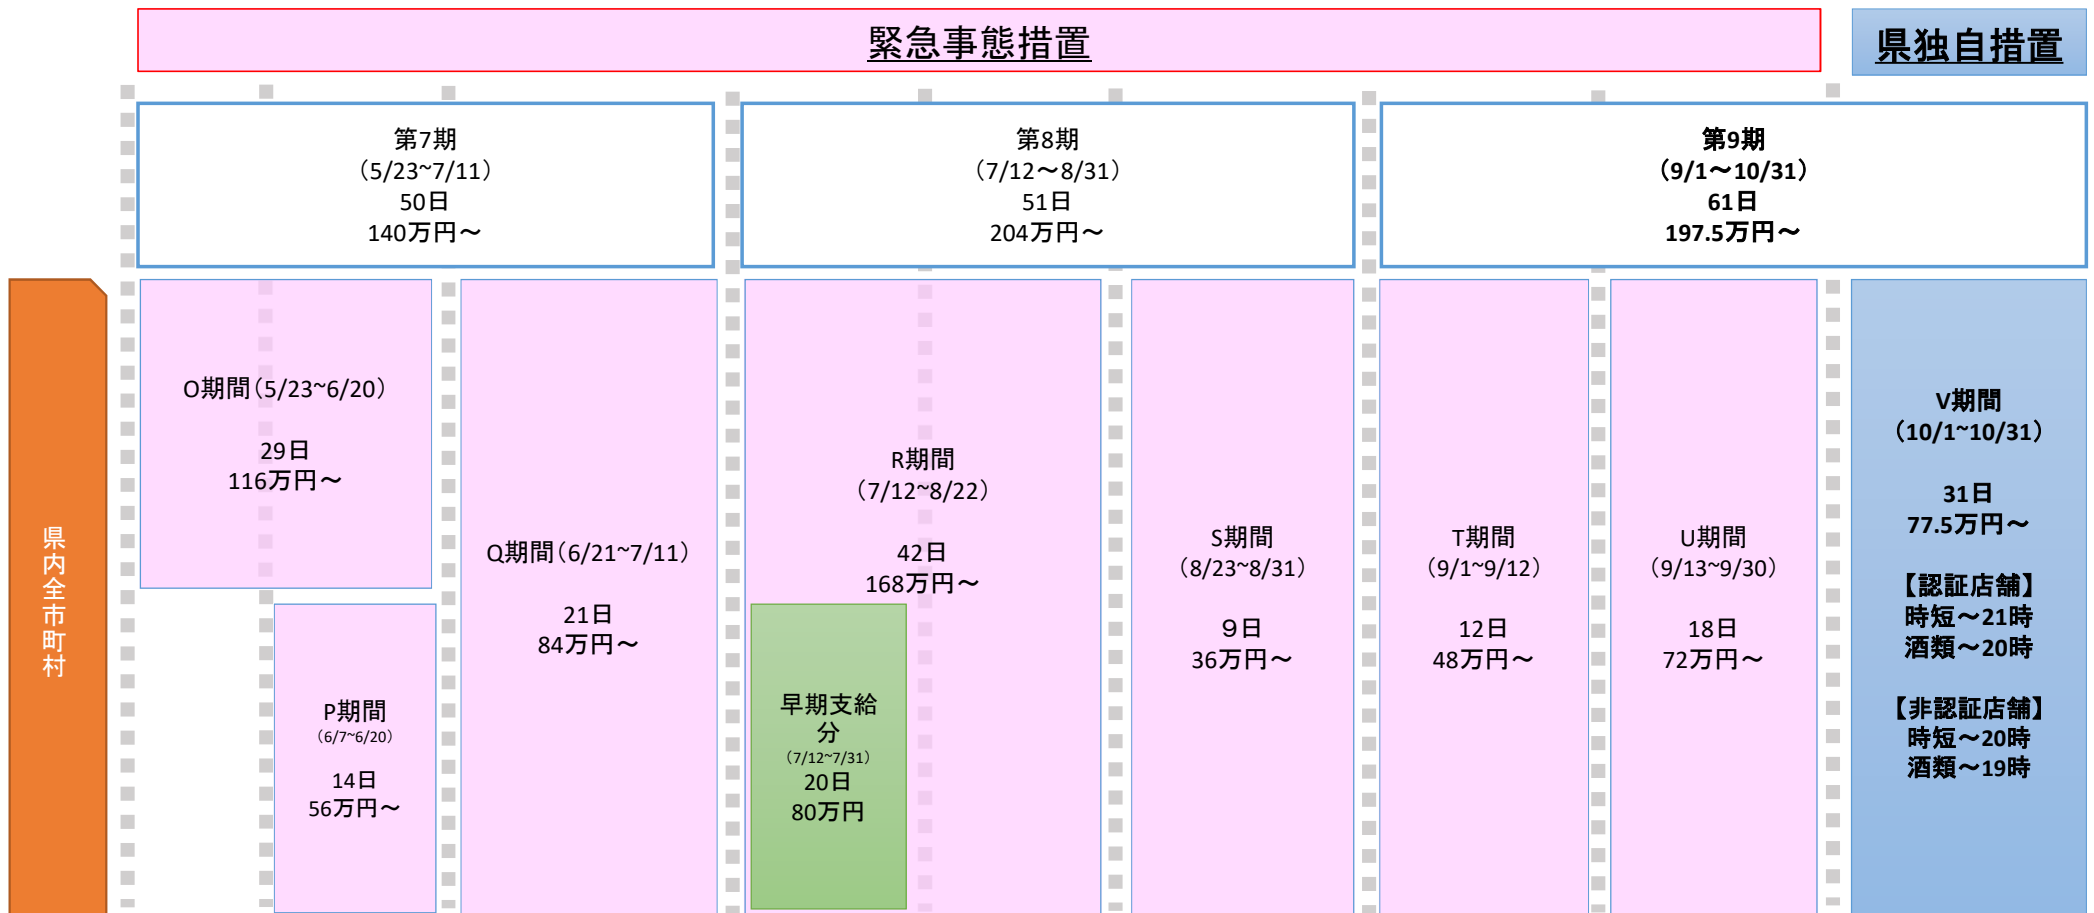 緊急事態措置
県独自措置
第7期
（5/23~7/11）
50日
140万円～
第8期
（7/12～8/31）
51日
204万円～
第9期
（9/1～10/31）
61日
197.5万円～
県内全市町村
O期間（5/23~6/20）
29日
116万円～
P期間
（6/7~6/20）
14日
56万円～
Q期間（6/21~7/11）
21日
84万円～
R期間
（7/12~8/22）
42日
168万円～
早期支給
分
（7/12~7/31）
20日
80万円
S期間
（8/23~8/31）
９日
36万円～
T期間
（9/1~9/12）
12日
48万円～
U期間
（9/13~9/30）
18日
72万円～
V期間
（10/1~10/31）
31日
77.5万円～
【認証店舗】
時短～21時
酒類～20時
【非認証店舗】
時短～20時
酒類～19時